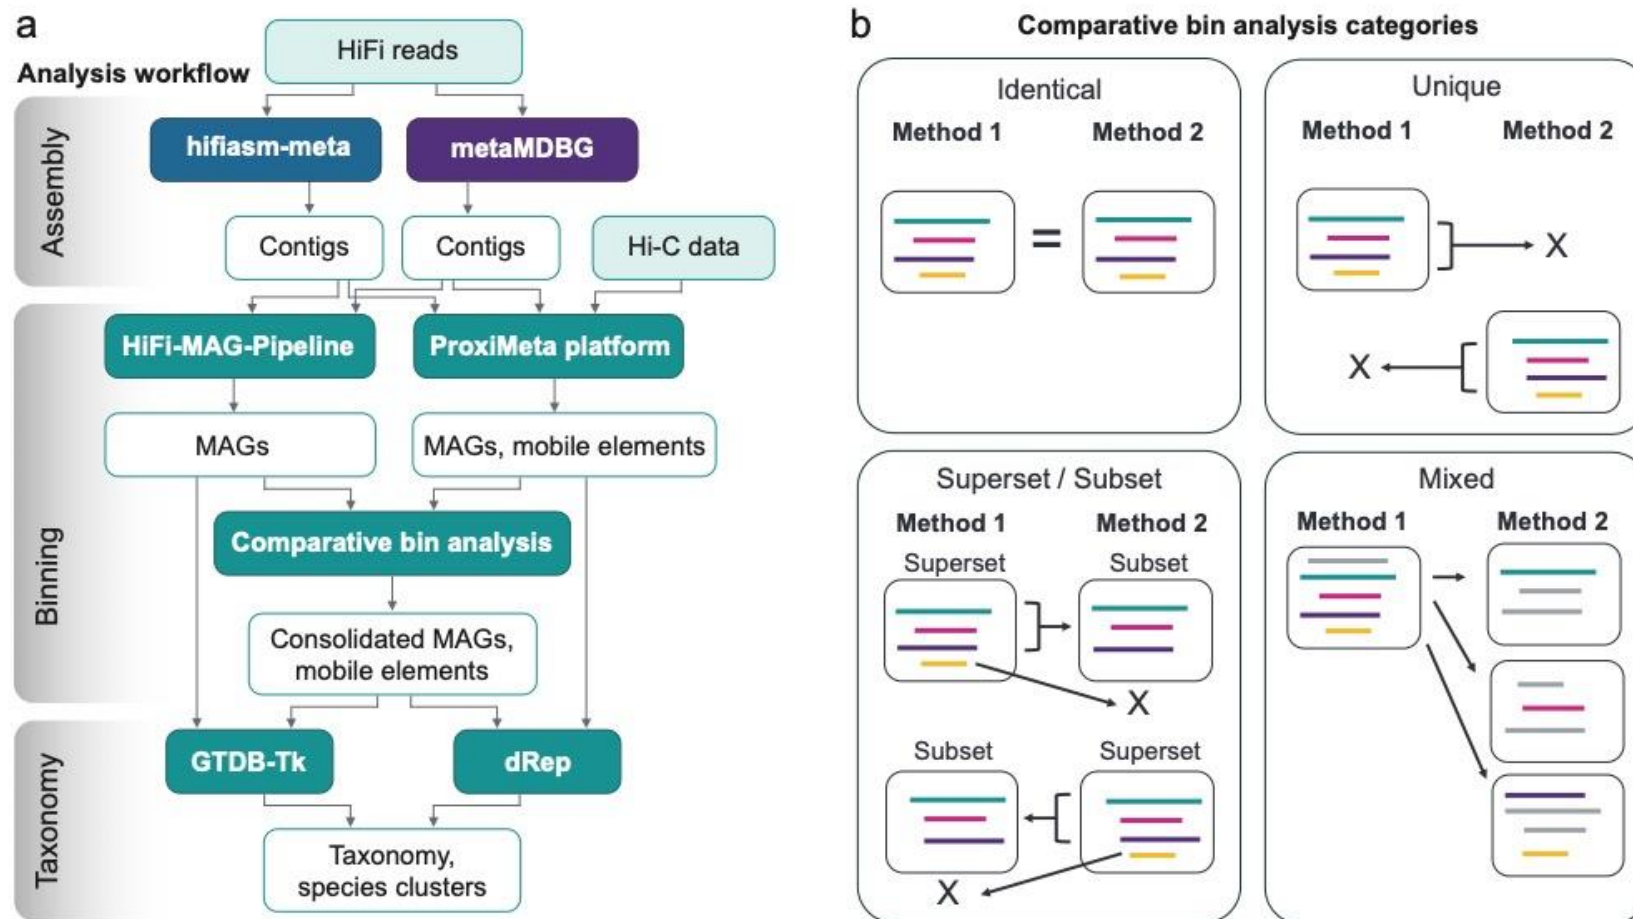 a
Analysis workflow
HiFi reads
Assembly
hifiasm-meta
metaMDBG
Contigs
Contigs
Hi-C data
Binning
HiFi-MAG-Pipeline
ProxiMeta platform
MAGs
MAGs, mobile elements
Comparative bin analysis
Consolidated MAGs,
mobile elements
Taxonomy
GTDB-Tk
dRep
Taxonomy,
species clusters
b
Comparative bin analysis categories
Identical
Method 1
Method 2
=
Unique
Method 1
Method 2
X
X
Superset / Subset
Method 1
Method 2
Superset
Subset
X
Subset
Superset
X
Mixed
Method 1
Method 2